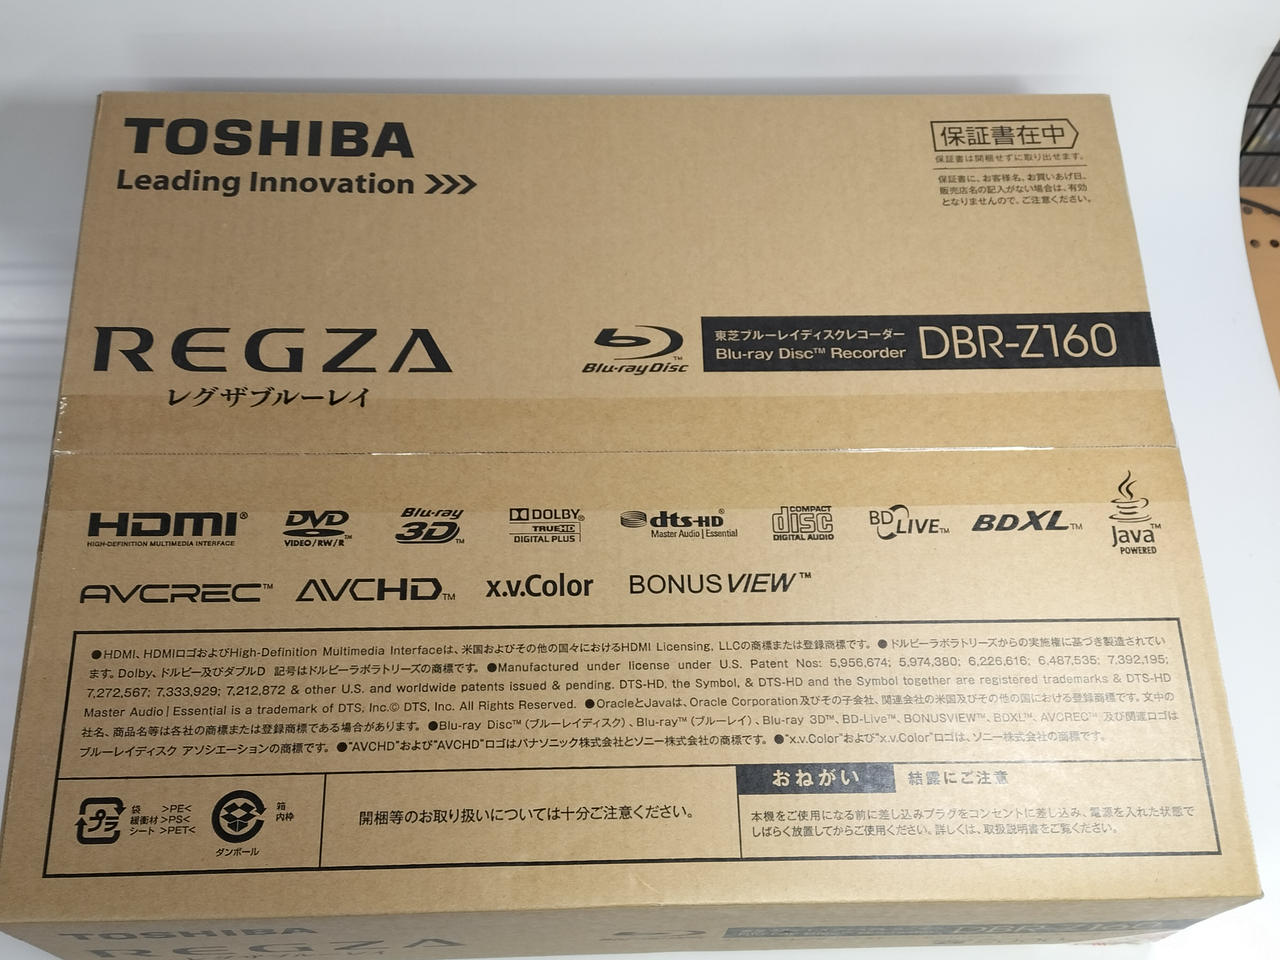 TOSHIBA
Leading Innovation >>>
保証書在中
保証書は開梱せずに取り出せます。
保証書に、お客様名、お買いあげ日、
販売店名の記入がない場合は、有効
となりませんので、ご注意ください。
REGZA
レグザブルーレイ
Blu-ray Disc™
東芝ブルーレイディスクレコーダー
Blu-ray Disc™ Recorder
DBR-Z160
HDMI®
HIGH-DEFINITION MULTIMEDIA INTERFACE
DVD™
VIDEO/RW/R
Blu-ray
3D™
DOLBY®
TRUEHD
DIGITAL PLUS
dts-HD®
Master Audio | Essential
COMPACT
disc
DIGITAL AUDIO
BD LIVE™
BDXL™
Java™
POWERED
AVCREC™
AVCHD™
x.v.Color
BONUSVIEW™
●HDMI、HDMIロゴおよびHigh-Definition Multimedia Interfaceは、米国およびその他の国々におけるHDMI Licensing, LLCの商標または登録商標です。 ●ドルビーラボラトリーズからの実施権に基づき製造されてい
ます。Dolby、ドルビー及びダブルD 記号はドルビーラボラトリーズの商標です。 ●Manufactured under license under U.S. Patent Nos: 5,956,674; 5,974,380; 6,226,616; 6,487,535; 7,392,195;
7,272,567; 7,333,929; 7,212,872 & other U.S. and worldwide patents issued & pending. DTS-HD, the Symbol, & DTS-HD and the Symbol together are registered trademarks & DTS-HD
Master Audio | Essential is a trademark of DTS, Inc.© DTS, Inc. All Rights Reserved. ●OracleとJavaは、Oracle Corporation 及びその子会社、関連会社の米国及びその他の国における登録商標です。文中の
社名、商品名等は各社の商標または登録商標である場合があります。 ●Blu-ray Disc™（ブルーレイディスク）、Blu-ray™（ブルーレイ）、Blu-ray 3D™、BD-Live™、BONUSVIEW™、BDXL™、AVCREC™ 及び関連ロゴは
ブルーレイディスク アソシエーションの商標です。 ●"AVCHD"および"AVCHD"ロゴはパナソニック株式会社とソニー株式会社の商標です。 ●"x.v.Color"および"x.v.Color"ロゴは、ソニー株式会社の商標です。
プラ
袋 >PE<
緩衝材 >PS<
シート >PET<
箱
内枠
ダンボール
開梱等のお取り扱いについては十分ご注意ください。
おねがい
結露にご注意
本機をご使用になる前に差し込みプラグをコンセントに差し込み、電源を入れた状態で
しばらく放置してからご使用ください。詳しくは、取扱説明書をご覧ください。
TOSHIBA
REGZA
DBR-Z160